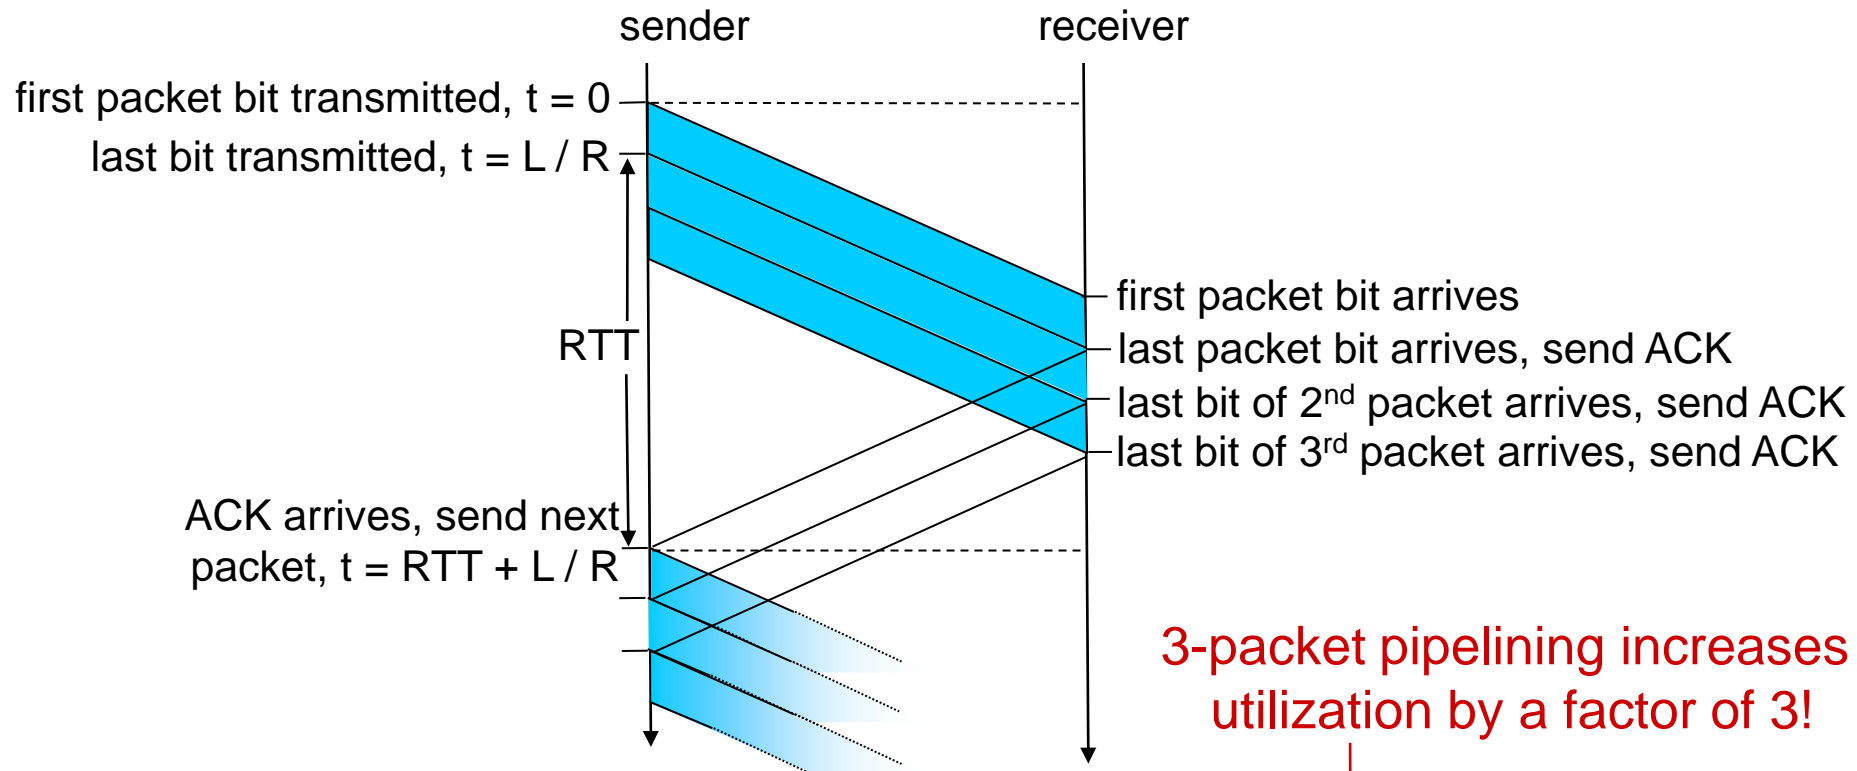 sender
receiver
first packet bit transmitted, t = 0
last bit transmitted, t = L / R
first packet bit arrives
RTT
last packet bit arrives, send ACK
last bit of 2nd packet arrives, send ACK
last bit of 3rd packet arrives, send ACK
ACK arrives, send next
packet, t = RTT + L / R
3-packet pipelining increases
utilization by a factor of 3!